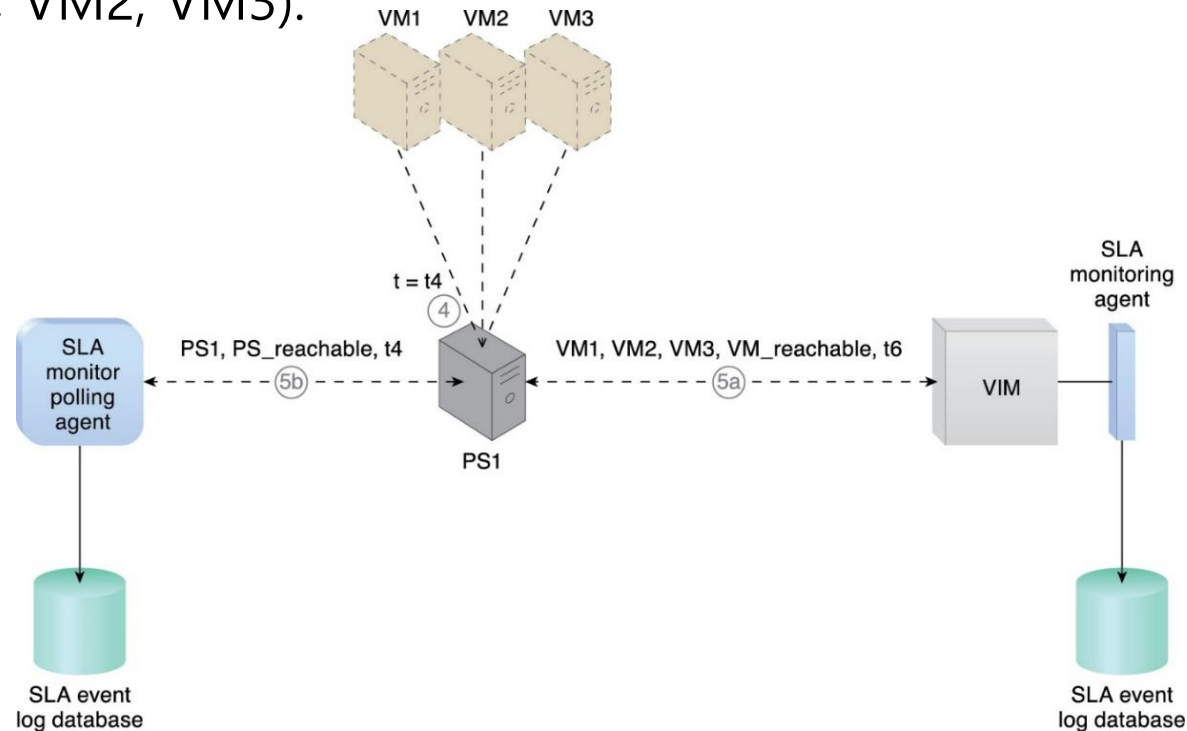 VM2, VM3).
VM1
VM2
VM3
t = t4
4
SLA
monitoring
agent
SLA
monitor
polling
agent
PS1, PS_reachable, t4
5b
VM1, VM2, VM3, VM_reachable, t6
5a
VIM
PS1
SLA event
log database
SLA event
log database